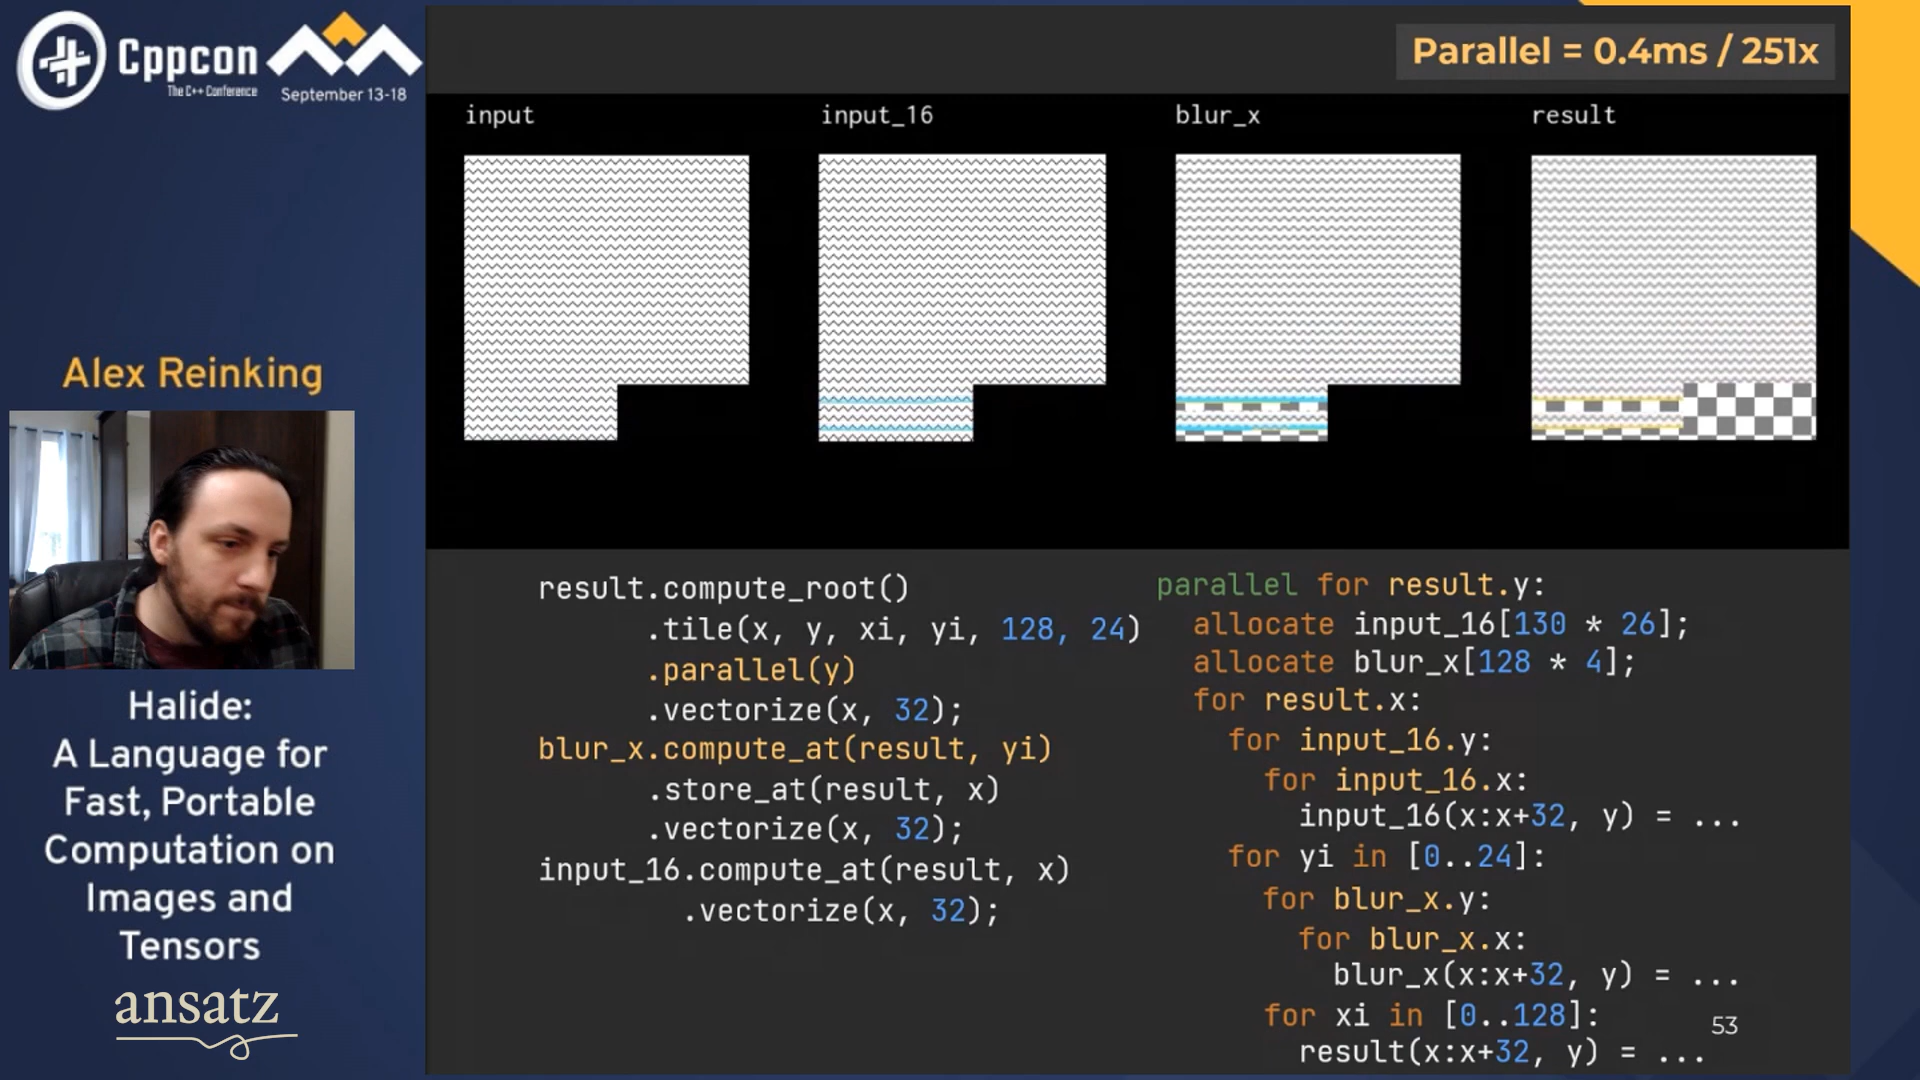 Cppcon
The C++ Conference
September 13-18
Parallel = 0.4ms / 251x
input
input_16
blur_x
result
Alex Reinking
Halide:
A Language for
Fast, Portable
Computation on
Images and
Tensors
ansatz
result.compute_root()
.tile(x, y, xi, yi, 128, 24)
.parallel(y)
.vectorize(x, 32);
blur_x.compute_at(result, yi)
.store_at(result, x)
.vectorize(x, 32);
input_16.compute_at(result, x)
.vectorize(x, 32);
parallel for result.y:
allocate input_16[130 * 26];
allocate blur_x[128 * 4];
for result.x:
for input_16.y:
for input_16.x:
input_16(x:x+32, y) = ...
for yi in [0..24]:
for blur_x.y:
for blur_x.x:
blur_x(x:x+32, y) = ...
for xi in [0..128]:
result(x:x+32, y) = ...
53